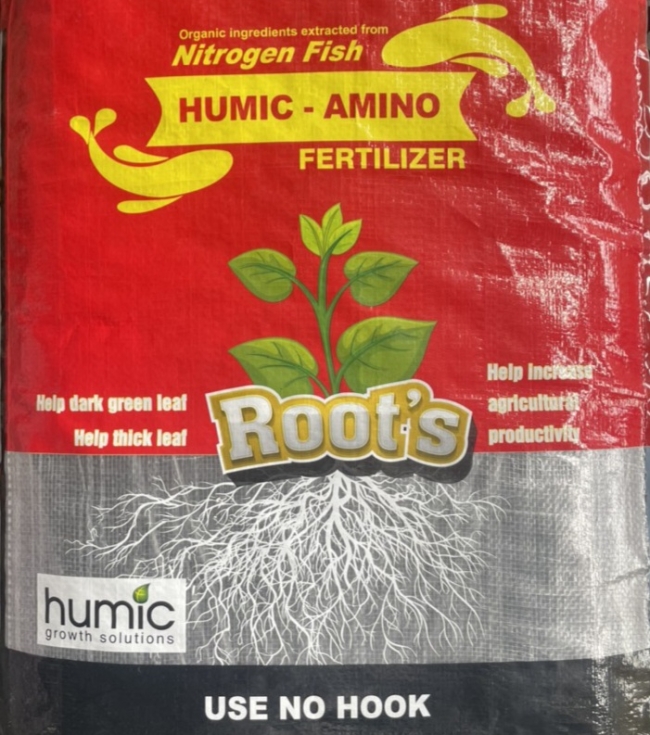 Organic ingredients extracted from
Nitrogen Fish
HUMIC - AMINO
FERTILIZER
Help dark green leaf
Help thick leaf
Root's
Help increase
agricultural
productivity
humic
growth solutions
USE NO HOOK